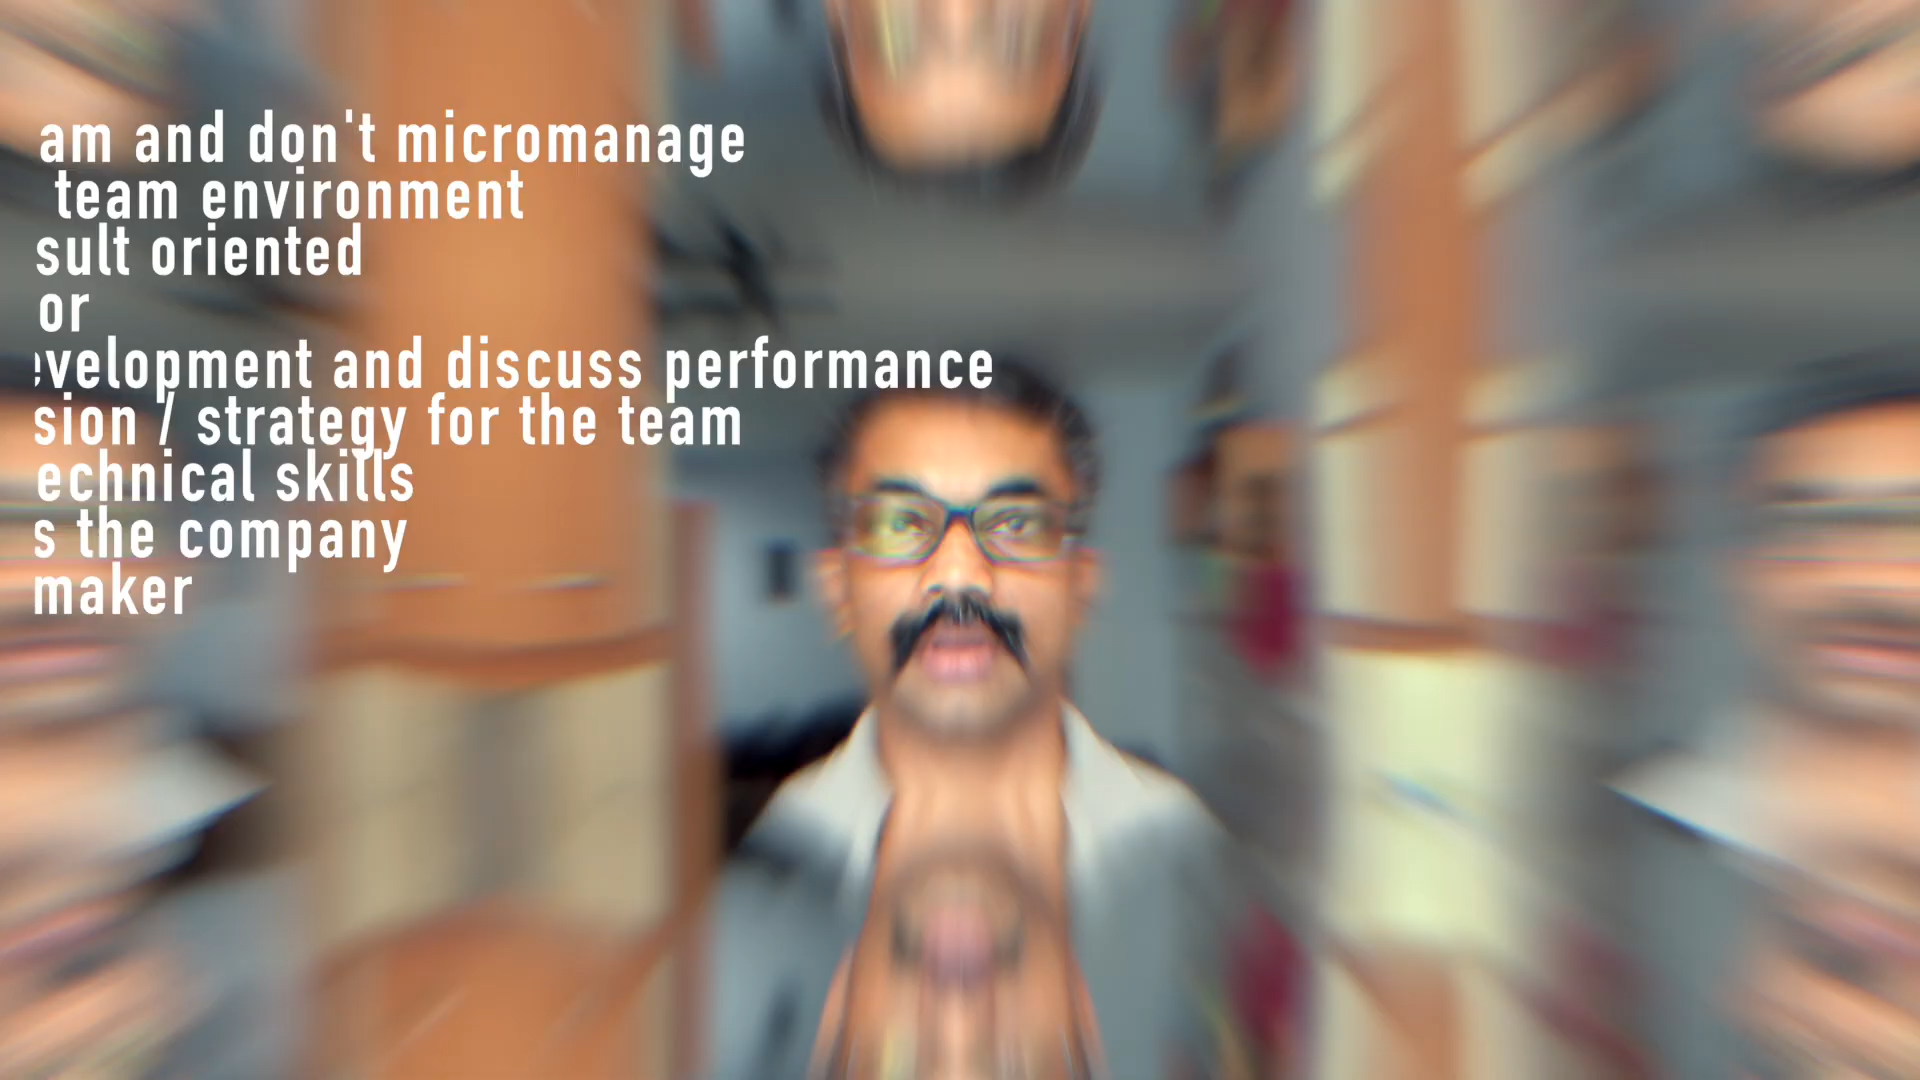 am and don't micromanage
team environment
sult oriented
or
velopment and discuss performance
sion / strategy for the team
echnical skills
s the company
maker